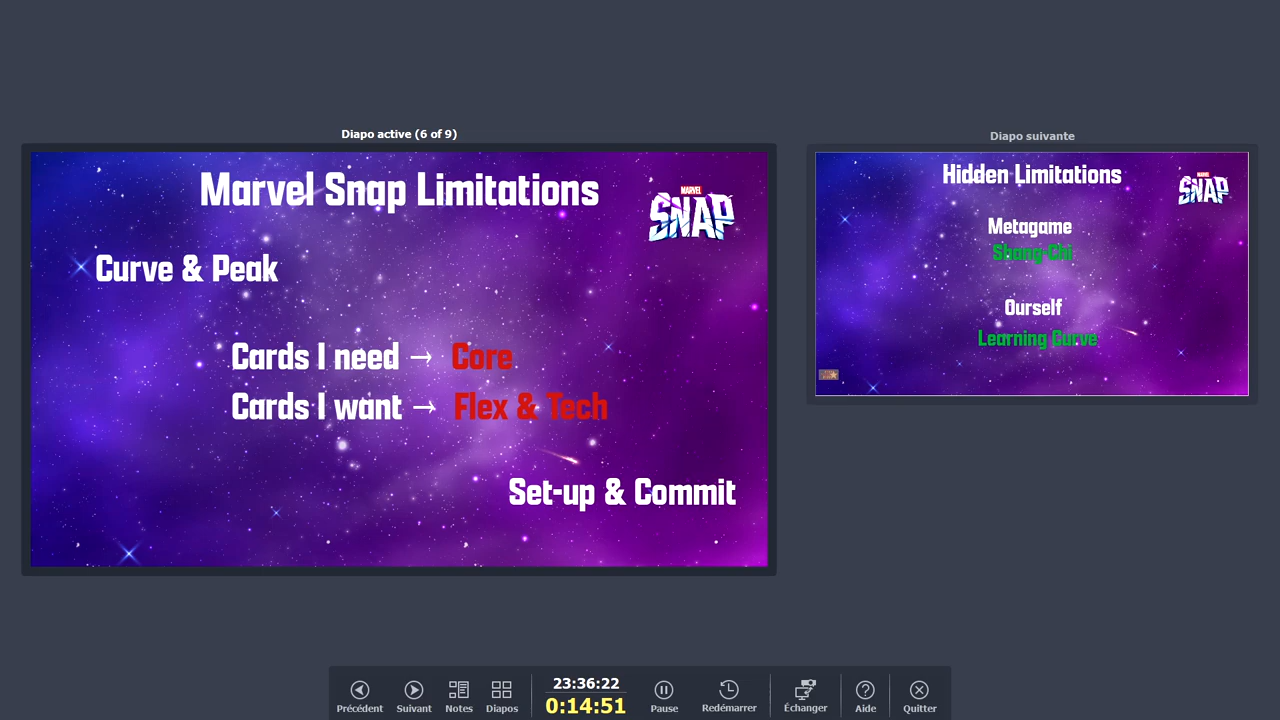 Diapo active (6 of 9)
Marvel Snap Limitations
MARVEL
SNAP
Curve & Peak
Cards I need → Core
Cards I want → Flex & Tech
Set-up & Commit
Diapo suivante
Hidden Limitations
MARVEL
SNAP
Metagame
Shang-Chi
Ourself
Learning Curve
Précédent
Suivant
Notes
Diapos
23:36:22
0:14:51
Pause
Redémarrer
Échanger
Aide
Quitter